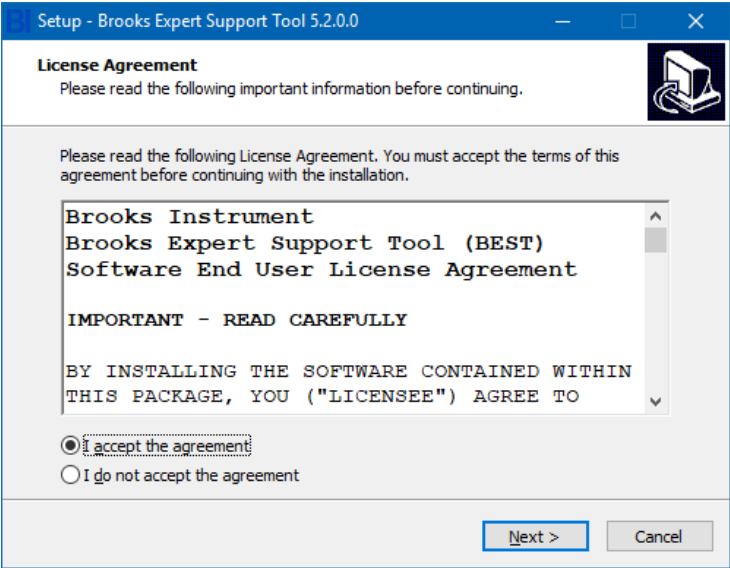 BI Setup - Brooks Expert Support Tool 5.2.0.0
License Agreement
Please read the following important information before continuing.
Please read the following License Agreement. You must accept the terms of this
agreement before continuing with the installation.
Brooks Instrument
Brooks Expert Support Tool (BEST)
Software End User License Agreement
IMPORTANT - READ CAREFULLY
BY INSTALLING THE SOFTWARE CONTAINED WITHIN
THIS PACKAGE, YOU ("LICENSEE") AGREE TO
I accept the agreement
I do not accept the agreement
Next >
Cancel